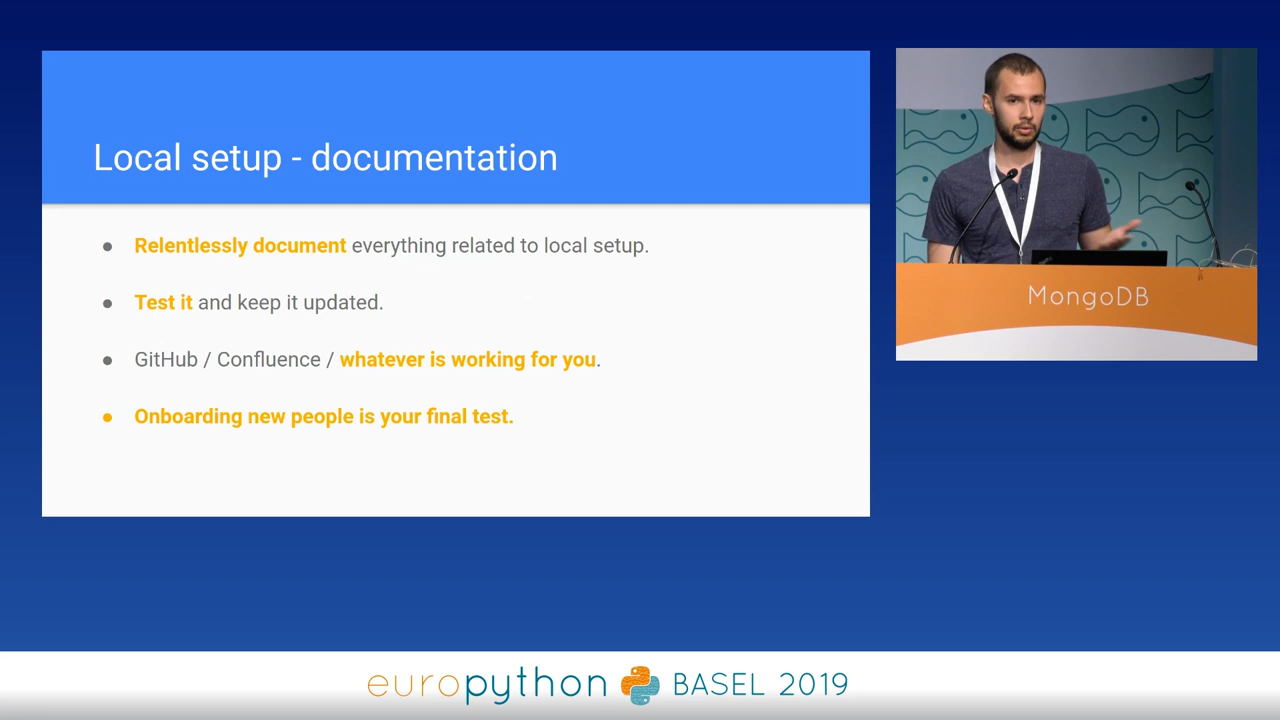 Local setup - documentation
● Relentlessly document everything related to local setup.
● Test it and keep it updated.
● GitHub / Confluence / whatever is working for you.
● Onboarding new people is your final test.
MongoDB
europython BASEL 2019